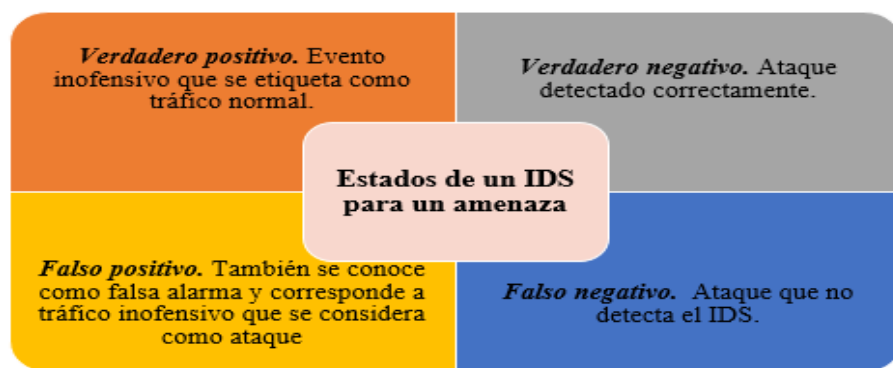 Verdadero positivo. Evento
inofensivo que se etiqueta como
tráfico normal.
Verdadero negativo. Ataque
detectado correctamente.
Estados de un IDS
para un amenaza
Falso positivo. También se conoce
como falsa alarma y corresponde a
tráfico inofensivo que se considera
como ataque
Falso negativo. Ataque que no
detecta el IDS.